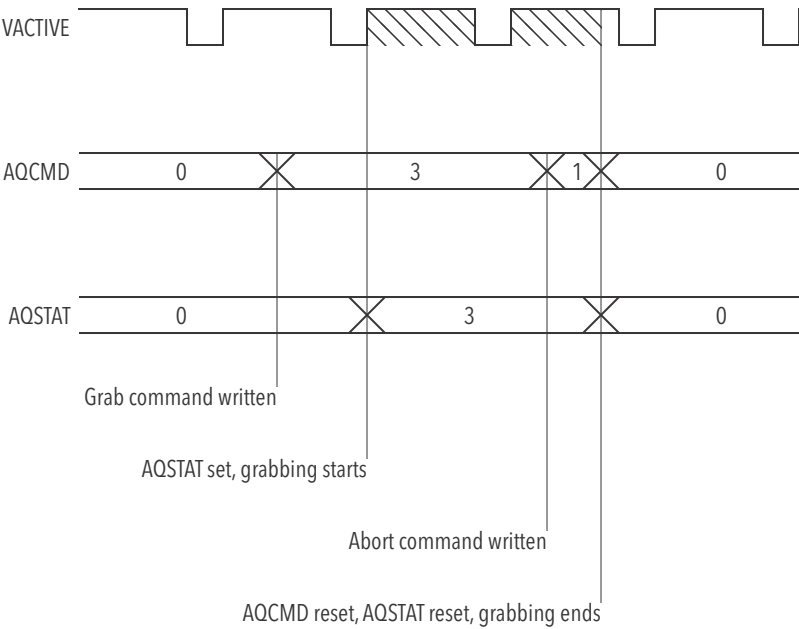 VACTIVE
AQCMD 0 3 1 0
AQSTAT 0 3 0
Grab command written
AQSTAT set, grabbing starts
Abort command written
AQCMD reset, AQSTAT reset, grabbing ends